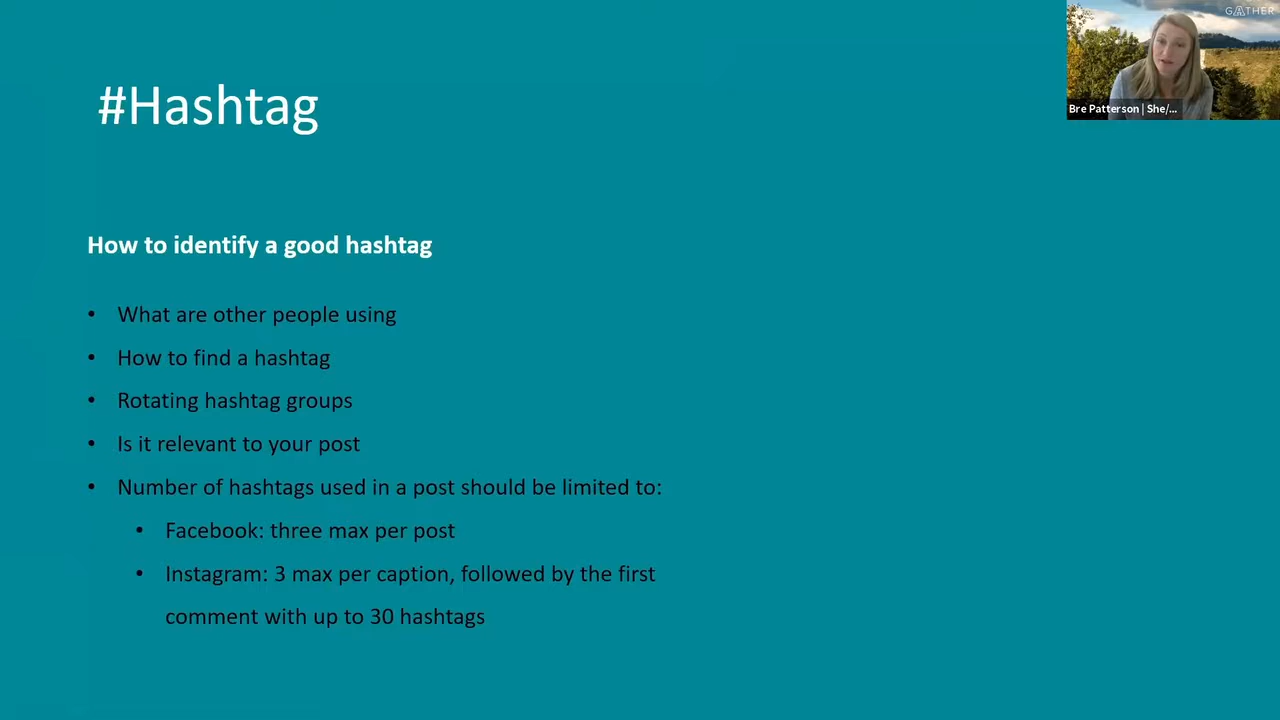 GATHER
#Hashtag
Bre Patterson | She/...
How to identify a good hashtag
• What are other people using
• How to find a hashtag
• Rotating hashtag groups
• Is it relevant to your post
• Number of hashtags used in a post should be limited to:
• Facebook: three max per post
• Instagram: 3 max per caption, followed by the first
comment with up to 30 hashtags